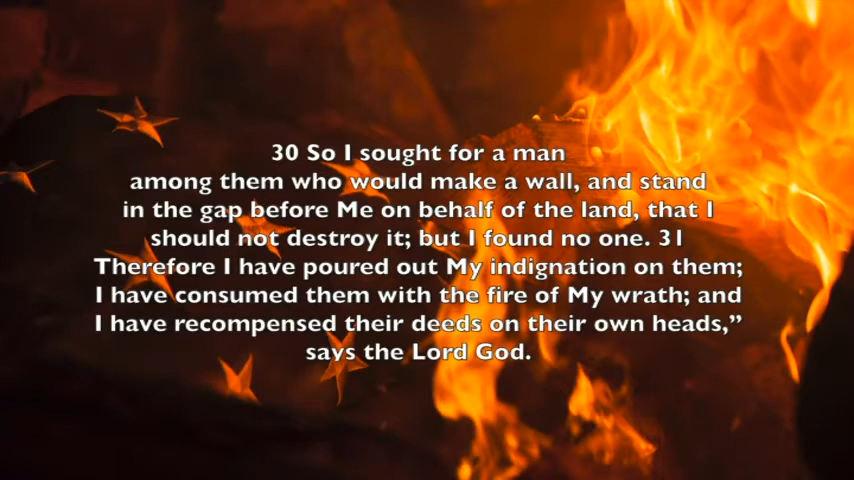 30 So I sought for a man
among them who would make a wall, and stand
in the gap before Me on behalf of the land, that I
should not destroy it; but I found no one. 31
Therefore I have poured out My indignation on them;
I have consumed them with the fire of My wrath; and
I have recompensed their deeds on their own heads,”
says the Lord God.